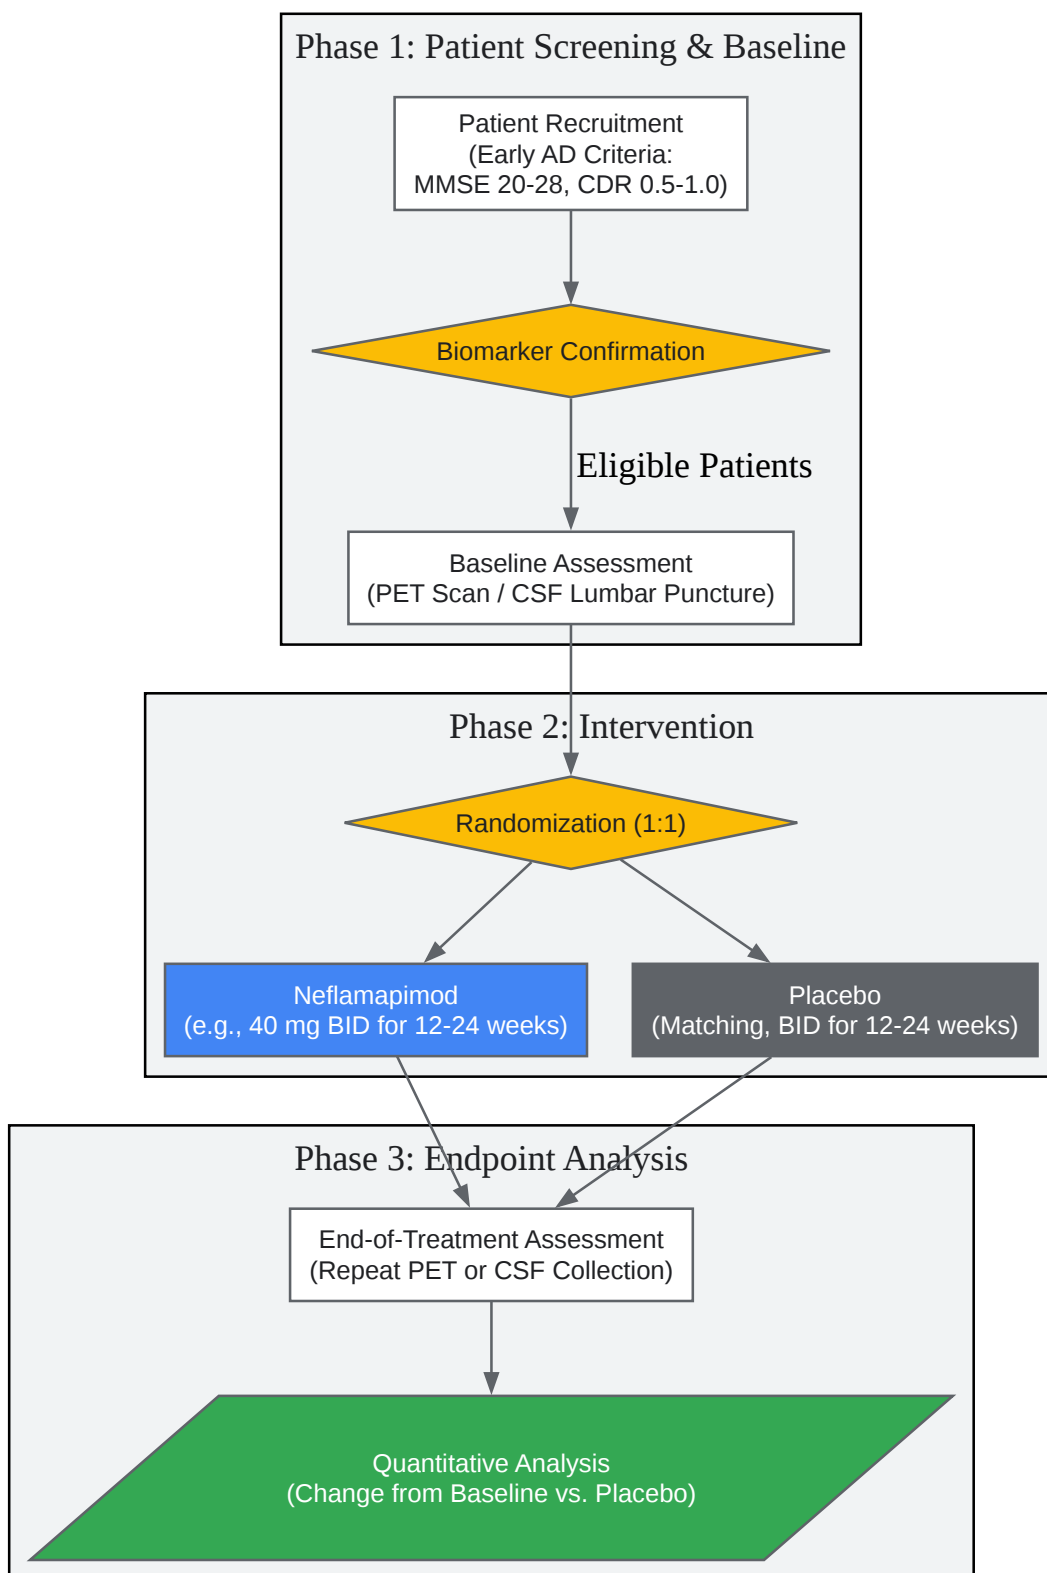 Phase 1: Patient Screening & Baseline
Patient Recruitment
(Early AD Criteria:
MMSE 20-28, CDR 0.5-1.0)
Biomarker Confirmation
Eligible Patients
Baseline Assessment
(PET Scan / CSF Lumbar Puncture)
Phase 2: Intervention
Randomization (1:1)
Neflamapimod
(e.g., 40 mg BID for 12-24 weeks)
Placebo
(Matching, BID for 12-24 weeks)
Phase 3: Endpoint Analysis
End-of-Treatment Assessment
(Repeat PET or CSF Collection)
Quantitative Analysis
(Change from Baseline vs. Placebo)